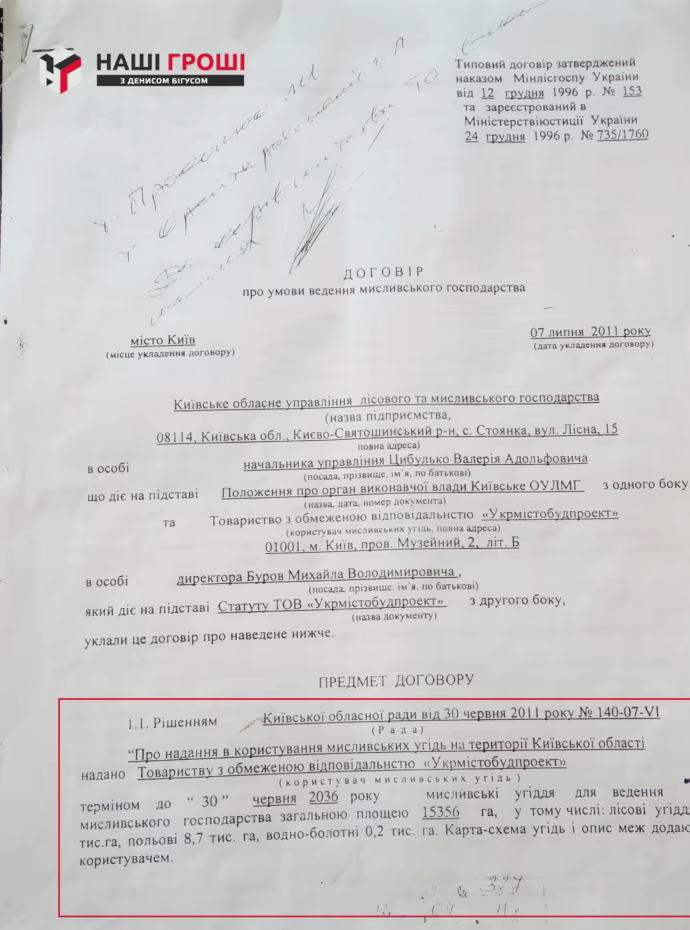 НАШІ ГРОШІ
З ДЕНИСОМ БІГУСОМ
Типовий договір затверджений
наказом Мінлісгоспу України
від 12 грудня 1996 р. № 153
та зареєстрований в
Міністерствіюстиції України
24 грудня 1996 р. № 735/1760
ДОГОВІР
про умови ведення мисливського господарства
місто Київ
07 липня 2011 року
(місце укладення договору)
(дата укладення договору)
Київське обласне управління лісового та мисливського господарства
(назва підприємства,
08114, Київська обл., Києво-Святошинський р-н, с. Стоянка, вул. Лісна, 15
повна адреса)
в особі начальника управління Цибулько Валерія Адольфовича
(посада, прізвище, ім'я, по батькові)
що діє на підставі Положення про орган виконавчої влади Київське ОУЛМГ з одного боку
(назва, дата, номер документа)
та Товариство з обмеженою відповідальністю «Укрмістобудпроект»
(користувач мисливських угідь, повна адреса)
01001, м. Київ, пров. Музейний, 2, літ. Б
в особі директора Буров Михайла Володимировича ,
(посада, прізвище, ім'я, по батькові)
який діє на підставі Статуту ТОВ «Укрмістобудпроект» з другого боку,
(назва документу)
уклали це договір про наведене нижче.
ПРЕДМЕТ ДОГОВОРУ
1.1. Рішенням Київської обласної ради від 30 червня 2011 року № 140-07-VI
(Рада)
"Про надання в користування мисливських угідь на території Київської області
надано Товариству з обмеженою відповідальністю «Укрмістобудпроект»
(користувач мисливських угідь)
терміном до " 30 " червня 2036 року мисливські угіддя для ведення
мисливського господарства загальною площею 15356 га, у тому числі: лісові угіддя
тис.га, польові 8,7 тис. га, водно-болотні 0,2 тис. га. Карта-схема угідь і опис меж додаю
користувачем.